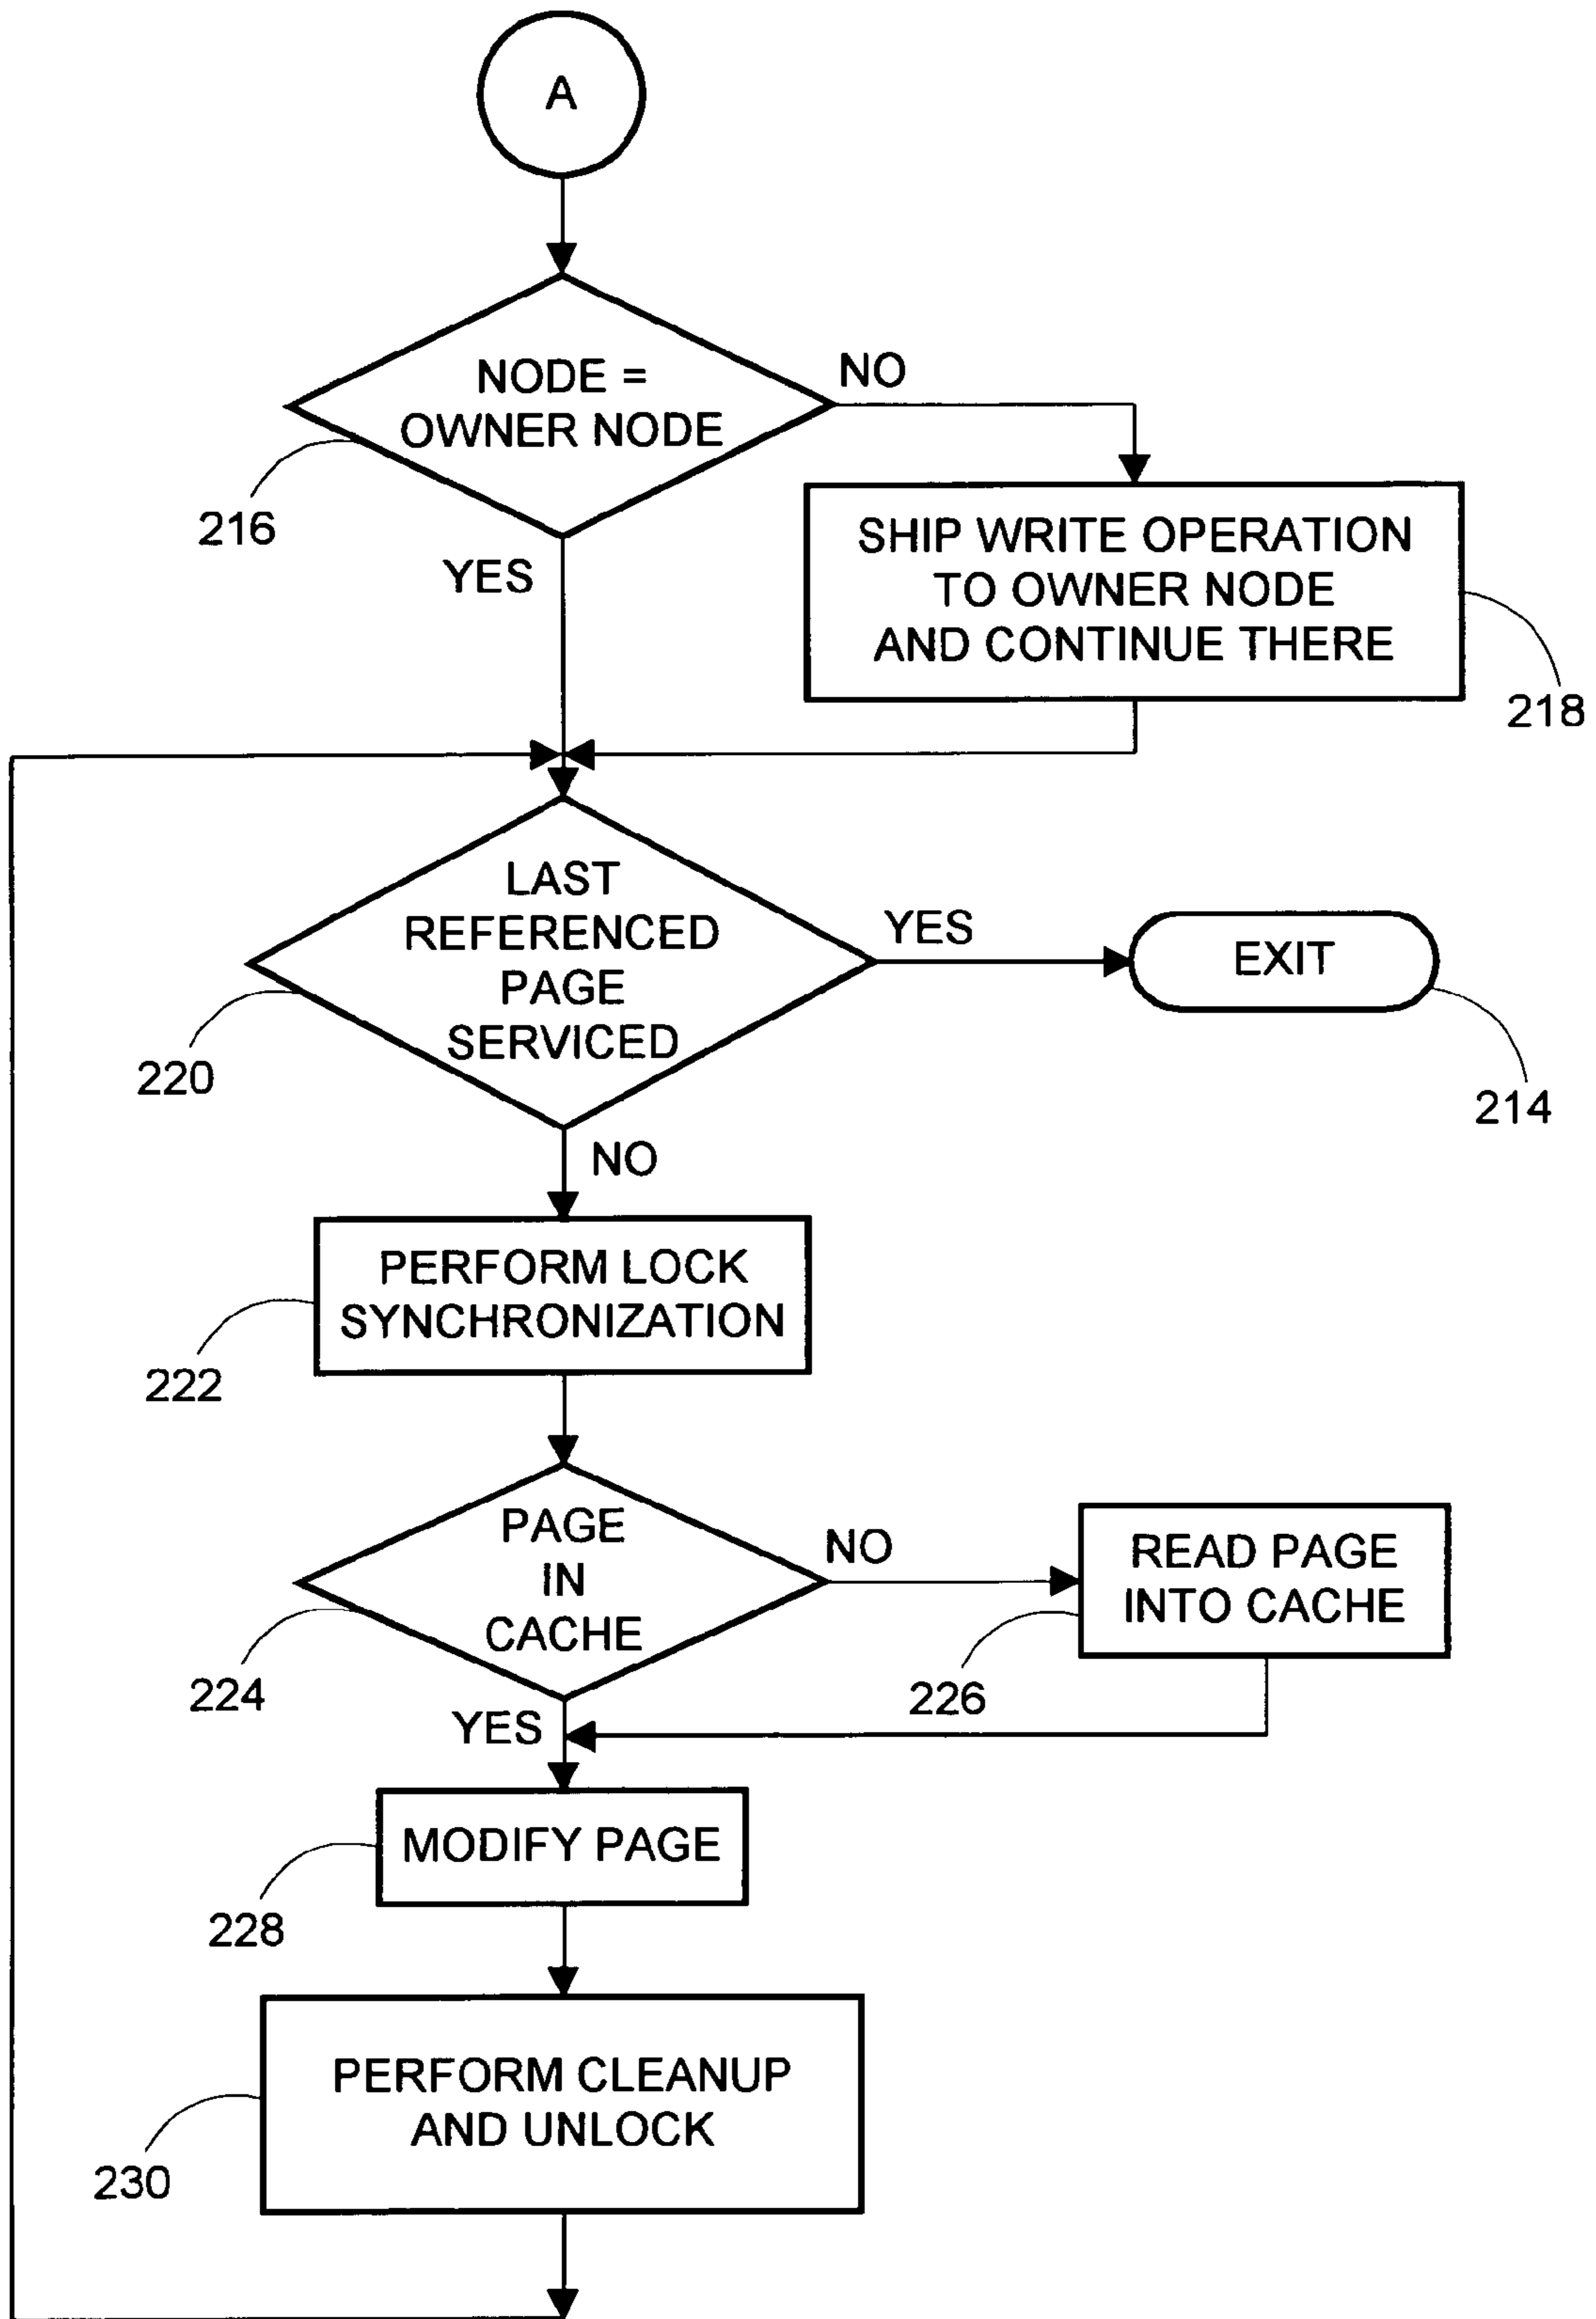 A
NODE =
OWNER NODE
NO
216
YES
SHIP WRITE OPERATION
TO OWNER NODE
AND CONTINUE THERE
218
LAST
REFERENCED
PAGE
SERVICED
YES
EXIT
220
214
NO
PERFORM LOCK
SYNCHRONIZATION
222
PAGE
IN
CACHE
NO
READ PAGE
INTO CACHE
224
226
YES
MODIFY PAGE
228
PERFORM CLEANUP
AND UNLOCK
230